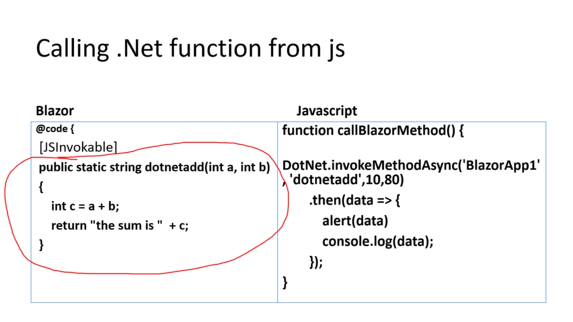 Calling .Net function from js
Blazor
@code {
[JSInvokable]
public static string dotnetadd(int a, int b)
{
int c = a + b;
return "the sum is "  + c;
}
Javascript
function callBlazorMethod() {
DotNet.invokeMethodAsync('BlazorApp1'
, 'dotnetadd',10,80)
.then(data => {
alert(data)
console.log(data);
});
}